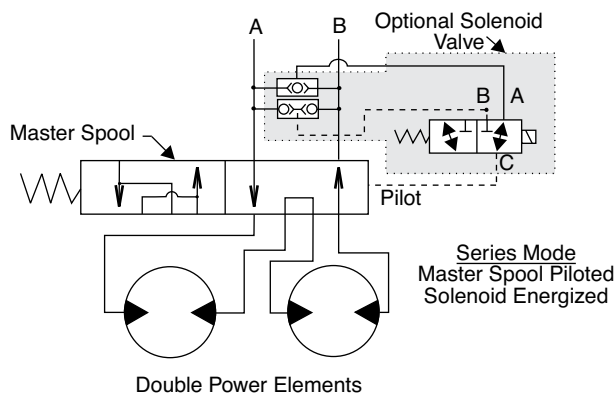 A
B
Optional Solenoid
Valve
B
A
Master Spool
C
Pilot
Series Mode
Master Spool Piloted
Solenoid Energized
Double Power Elements